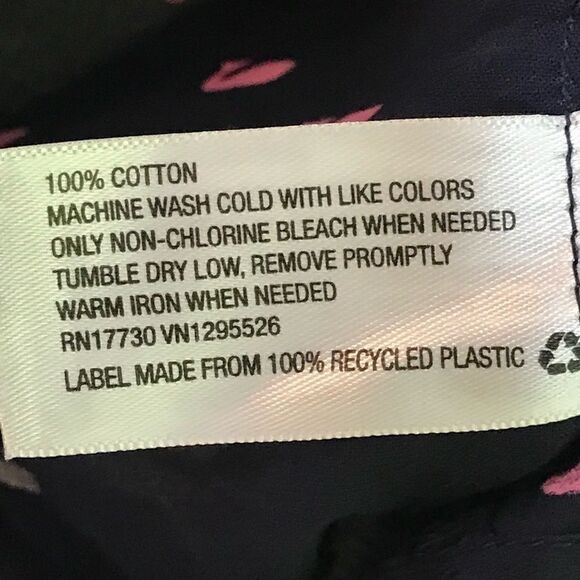 100% COTTON
MACHINE WASH COLD WITH LIKE COLORS
ONLY NON-CHLORINE BLEACH WHEN NEEDED
TUMBLE DRY LOW, REMOVE PROMPTLY
WARM IRON WHEN NEEDED
RN17730 VN1295526
LABEL MADE FROM 100% RECYCLED PLASTIC